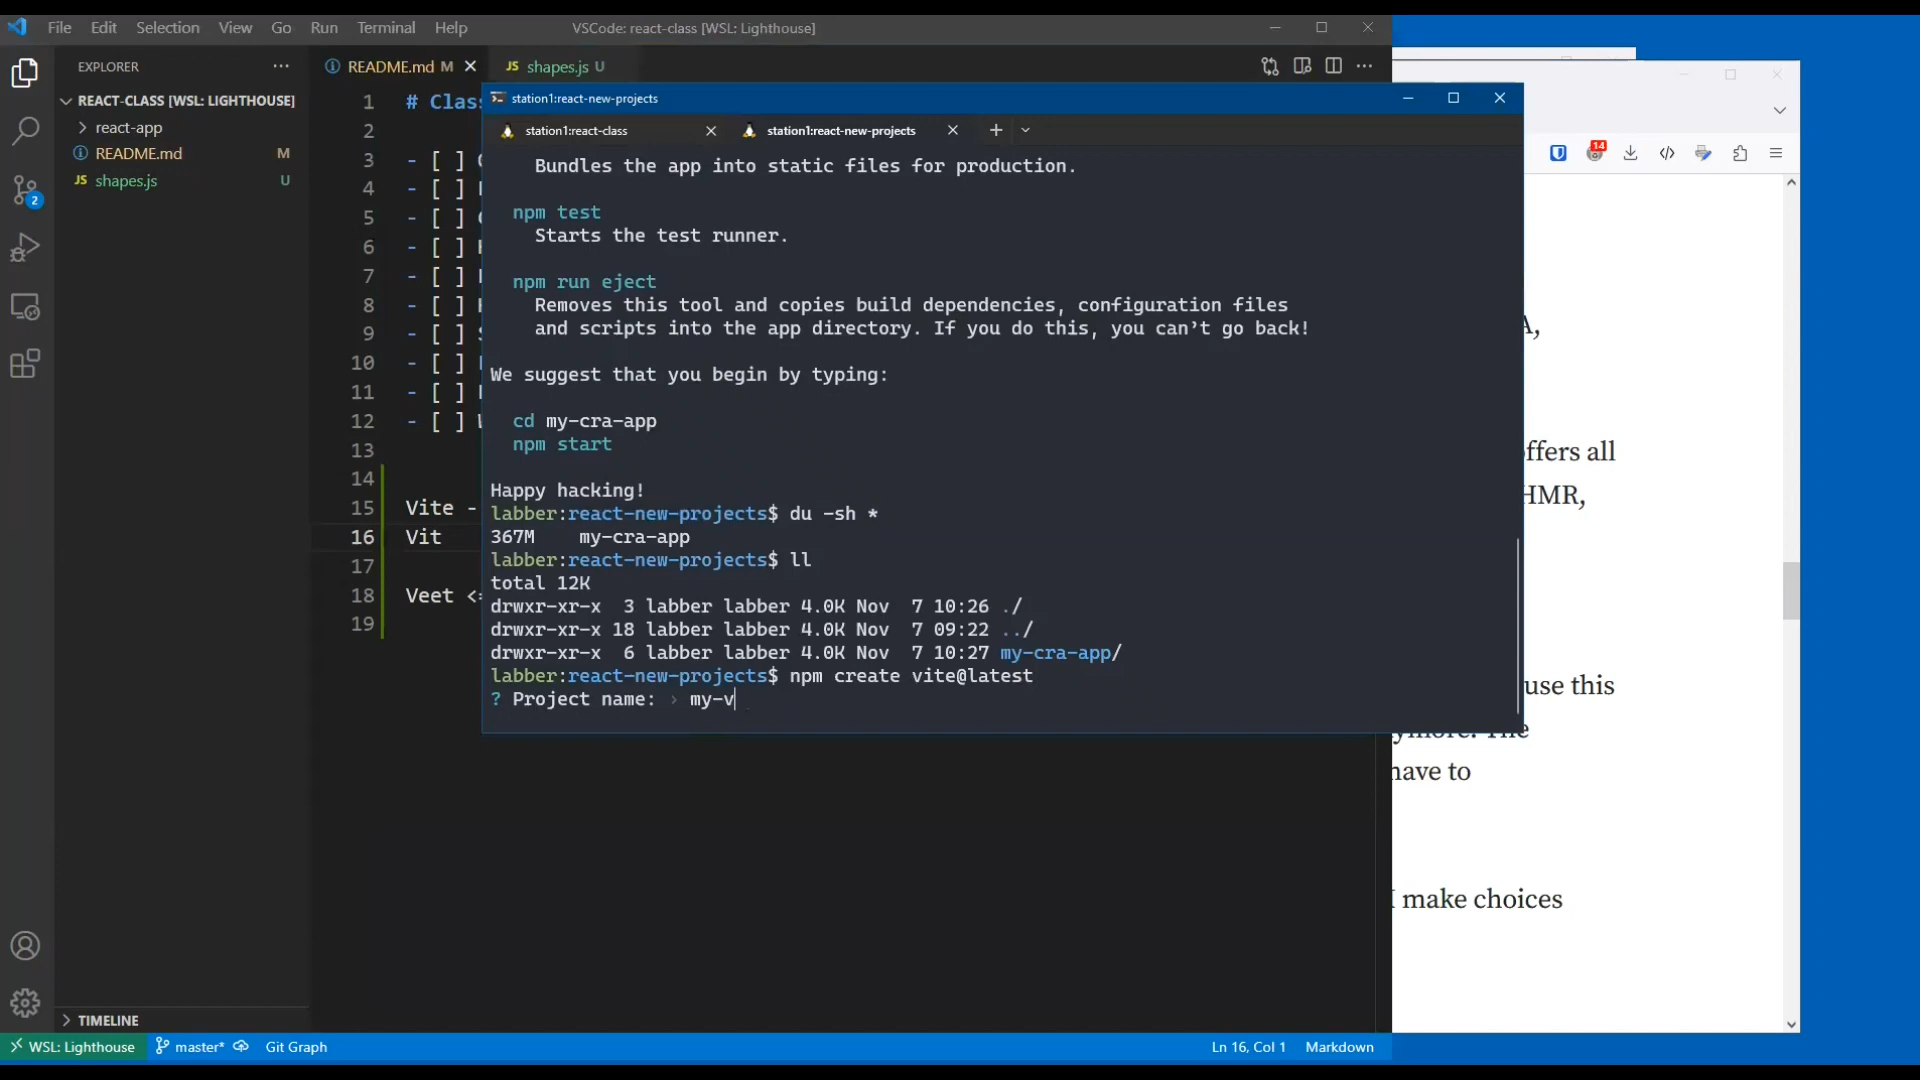 File Edit Selection View Go Run Terminal Help
VSCode: react-class [WSL: Lighthouse]
EXPLORER
REACT-CLASS [WSL: LIGHTHOUSE]
react-app
README.md M
shapes.js U
2
TIMELINE
README.md M
shapes.js U
1 # Clas
2
3 - [ ]
4 - [ ]
5 - [ ]
6 - [ ]
7 - [ ]
8 - [ ]
9 - [ ]
10 - [ ]
11 - [ ]
12 - [ ]
13
14
15 Vite -
16 Vit
17
18 Veet <
19
station1:react-new-projects
station1:react-class
station1:react-new-projects
Bundles the app into static files for production.
npm test
Starts the test runner.
npm run eject
Removes this tool and copies build dependencies, configuration files
and scripts into the app directory. If you do this, you can’t go back!
We suggest that you begin by typing:
cd my-cra-app
npm start
Happy hacking!
labber:react-new-projects$ du -sh *
367M my-cra-app
labber:react-new-projects$ ll
total 12K
drwxr-xr-x 3 labber labber 4.0K Nov 7 10:26 ./
drwxr-xr-x 18 labber labber 4.0K Nov 7 09:22 ../
drwxr-xr-x 6 labber labber 4.0K Nov 7 10:27 my-cra-app/
labber:react-new-projects$ npm create vite@latest
? Project name: › my-v
14
A,
ffers all
HMR,
use this
ymore. The
have to
I make choices
WSL: Lighthouse master* Git Graph
Ln 16, Col 1 Markdown